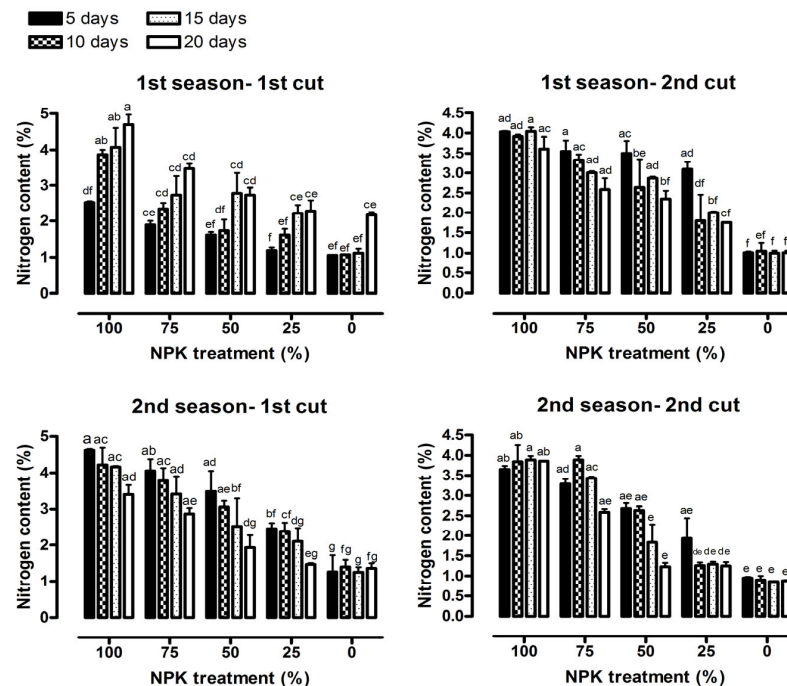 5 days 15 days
10 days 20 days
1st season- 1st cut
Nitrogen content (%)
5
4
3
2
1
0
df ab ab a
ce cd cd cd
ef ef cd cd
f ef ce ce
ef ef ef ce
100 75 50 25 0
NPK treatment (%)
1st season- 2nd cut
Nitrogen content (%)
4.5
4.0
3.5
3.0
2.5
2.0
1.5
1.0
0.5
0.0
ad ad a ac
a ac ad ad
ac be ad bf
ad df bf cf
f ef f f
100 75 50 25 0
NPK treatment (%)
2nd season- 1st cut
Nitrogen content (%)
5
4
3
2
1
0
a ac ac ad
ab ac ad ae
ad ae bf dg
bf cf dg eg
g fg g fg
100 75 50 25 0
NPK treatment (%)
2nd season- 2nd cut
Nitrogen content (%)
4.5
4.0
3.5
3.0
2.5
2.0
1.5
1.0
0.5
0.0
ab ab a ab
ad a ac ae
ae ae e e
ae de de de
e e e e
100 75 50 25 0
NPK treatment (%)